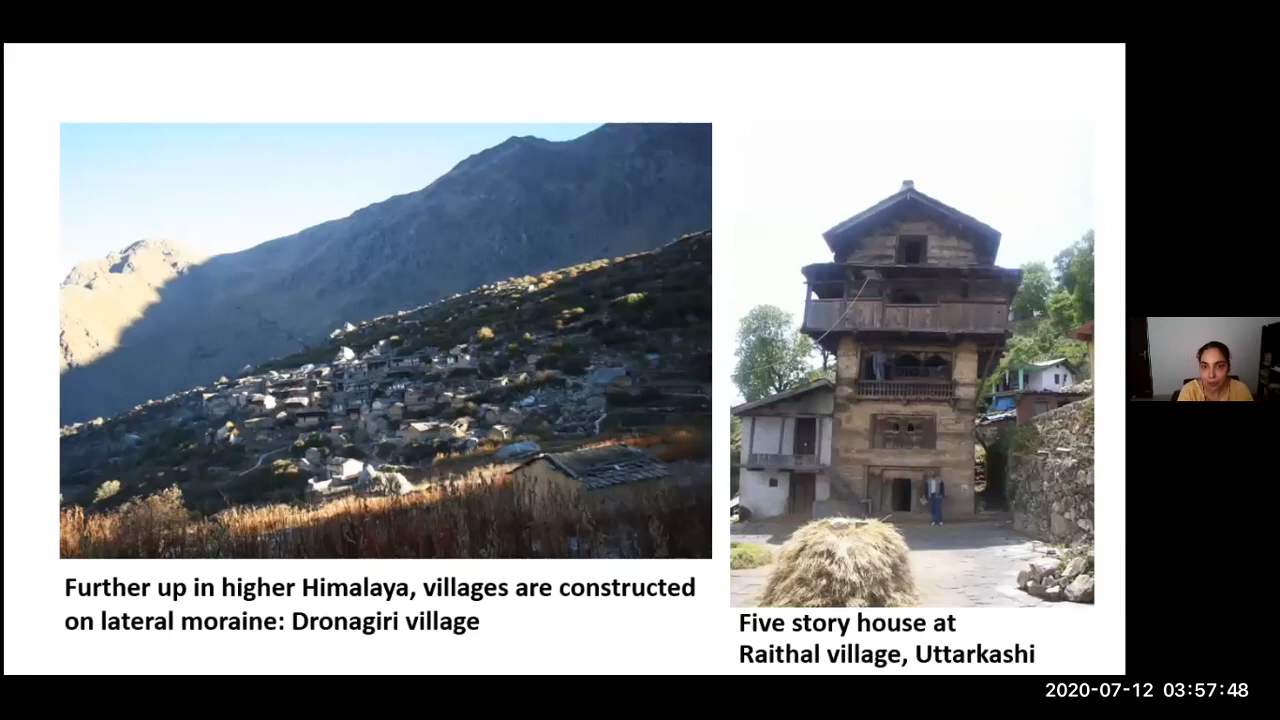 Further up in higher Himalaya, villages are constructed
on lateral moraine: Dronagiri village
Five story house at
Raithal village, Uttarkashi
2020-07-12 03:57:48